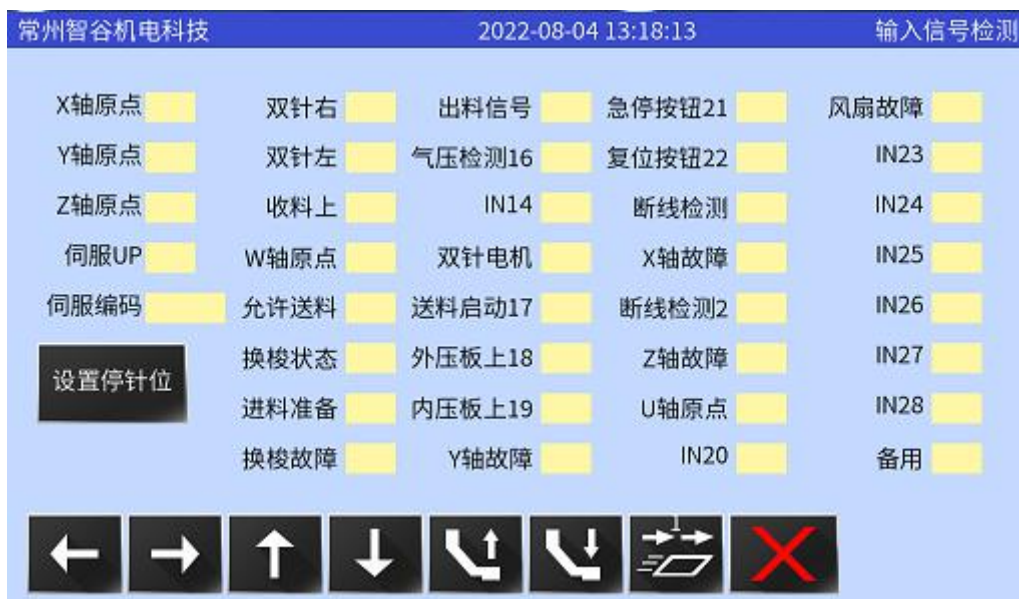 常州智谷机电科技 2022-08-04 13:18:13 输入信号检测
X轴原点 双针右 出料信号 急停按钮21 风扇故障
Y轴原点 双针左 气压检测16 复位按钮22 IN23
Z轴原点 收料上 IN14 断线检测 IN24
伺服UP W轴原点 双针电机 X轴故障 IN25
伺服编码 允许送料 送料启动17 断线检测2 IN26
换梭状态 外压板上18 Z轴故障 IN27
设置停针位
进料准备 内压板上19 U轴原点 IN28
换梭故障 Y轴故障 IN20 备用
1